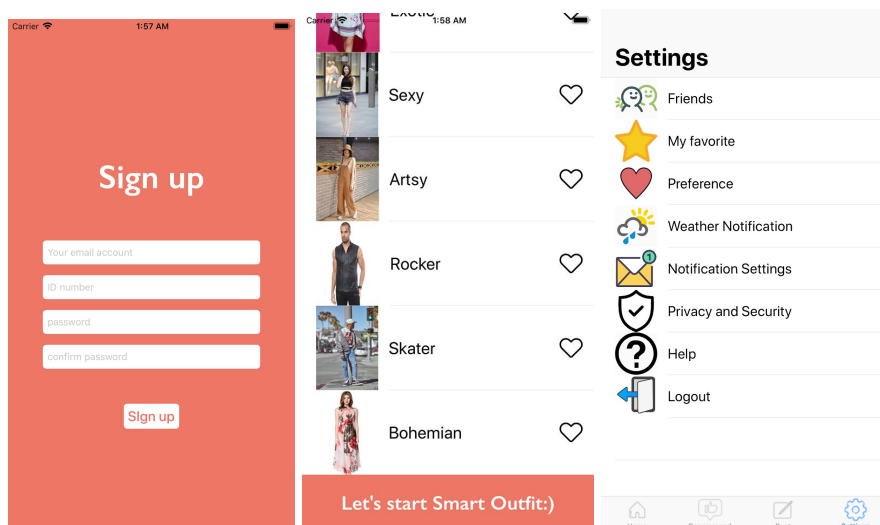 Carrier
1:57 AM
Sign up
Your email account
ID number
password
confirm password
SIgn up
Carrier
1:58 AM
Exotic
Sexy
Artsy
Rocker
Skater
Bohemian
Let's start Smart Outfit:)
Settings
Friends
My favorite
Preference
Weather Notification
1
Notification Settings
Privacy and Security
Help
Logout